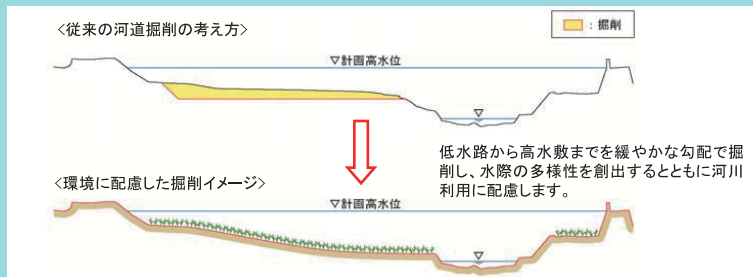 <従来の河道掘削の考え方>
:掘削
▽計画高水位
▽
低水路から高水敷までを緩やかな勾配で掘
削し、水際の多様性を創出するとともに河川
利用に配慮します。
<環境に配慮した掘削イメージ>
▽計画高水位
▽